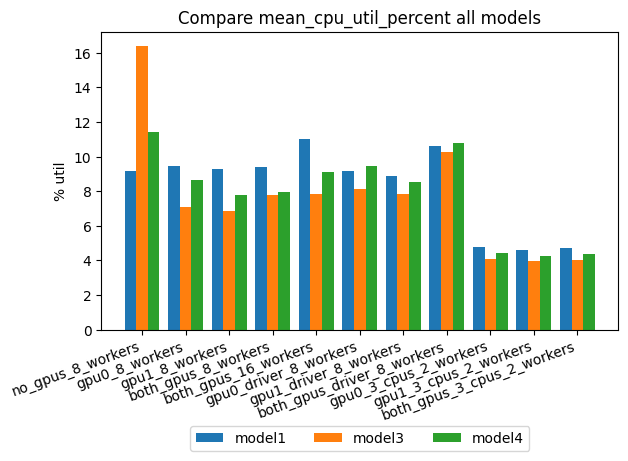 Compare mean_cpu_util_percent all models
% util
16
14
12
10
8
6
4
2
0
no_gpus_8_workers
gpu0_8_workers
gpu1_8_workers
both_gpus_8_workers
both_gpus_16_workers
gpu0_driver_8_workers
gpu1_driver_8_workers
both_gpus_driver_8_workers
gpu0_3_cpus_2_workers
gpu1_3_cpus_2_workers
both_gpus_3_cpus_2_workers
model1 model3 model4